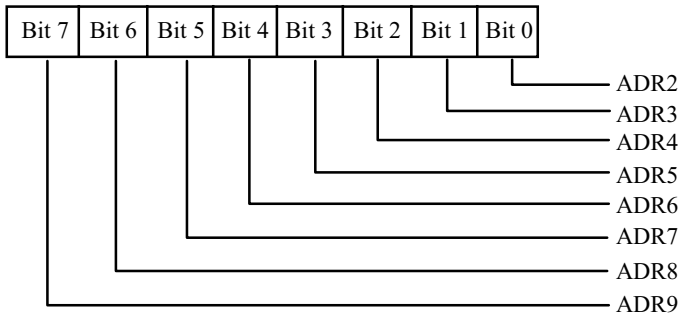 Bit 7 Bit 6 Bit 5 Bit 4 Bit 3 Bit 2 Bit 1 Bit 0
ADR2
ADR3
ADR4
ADR5
ADR6
ADR7
ADR8
ADR9